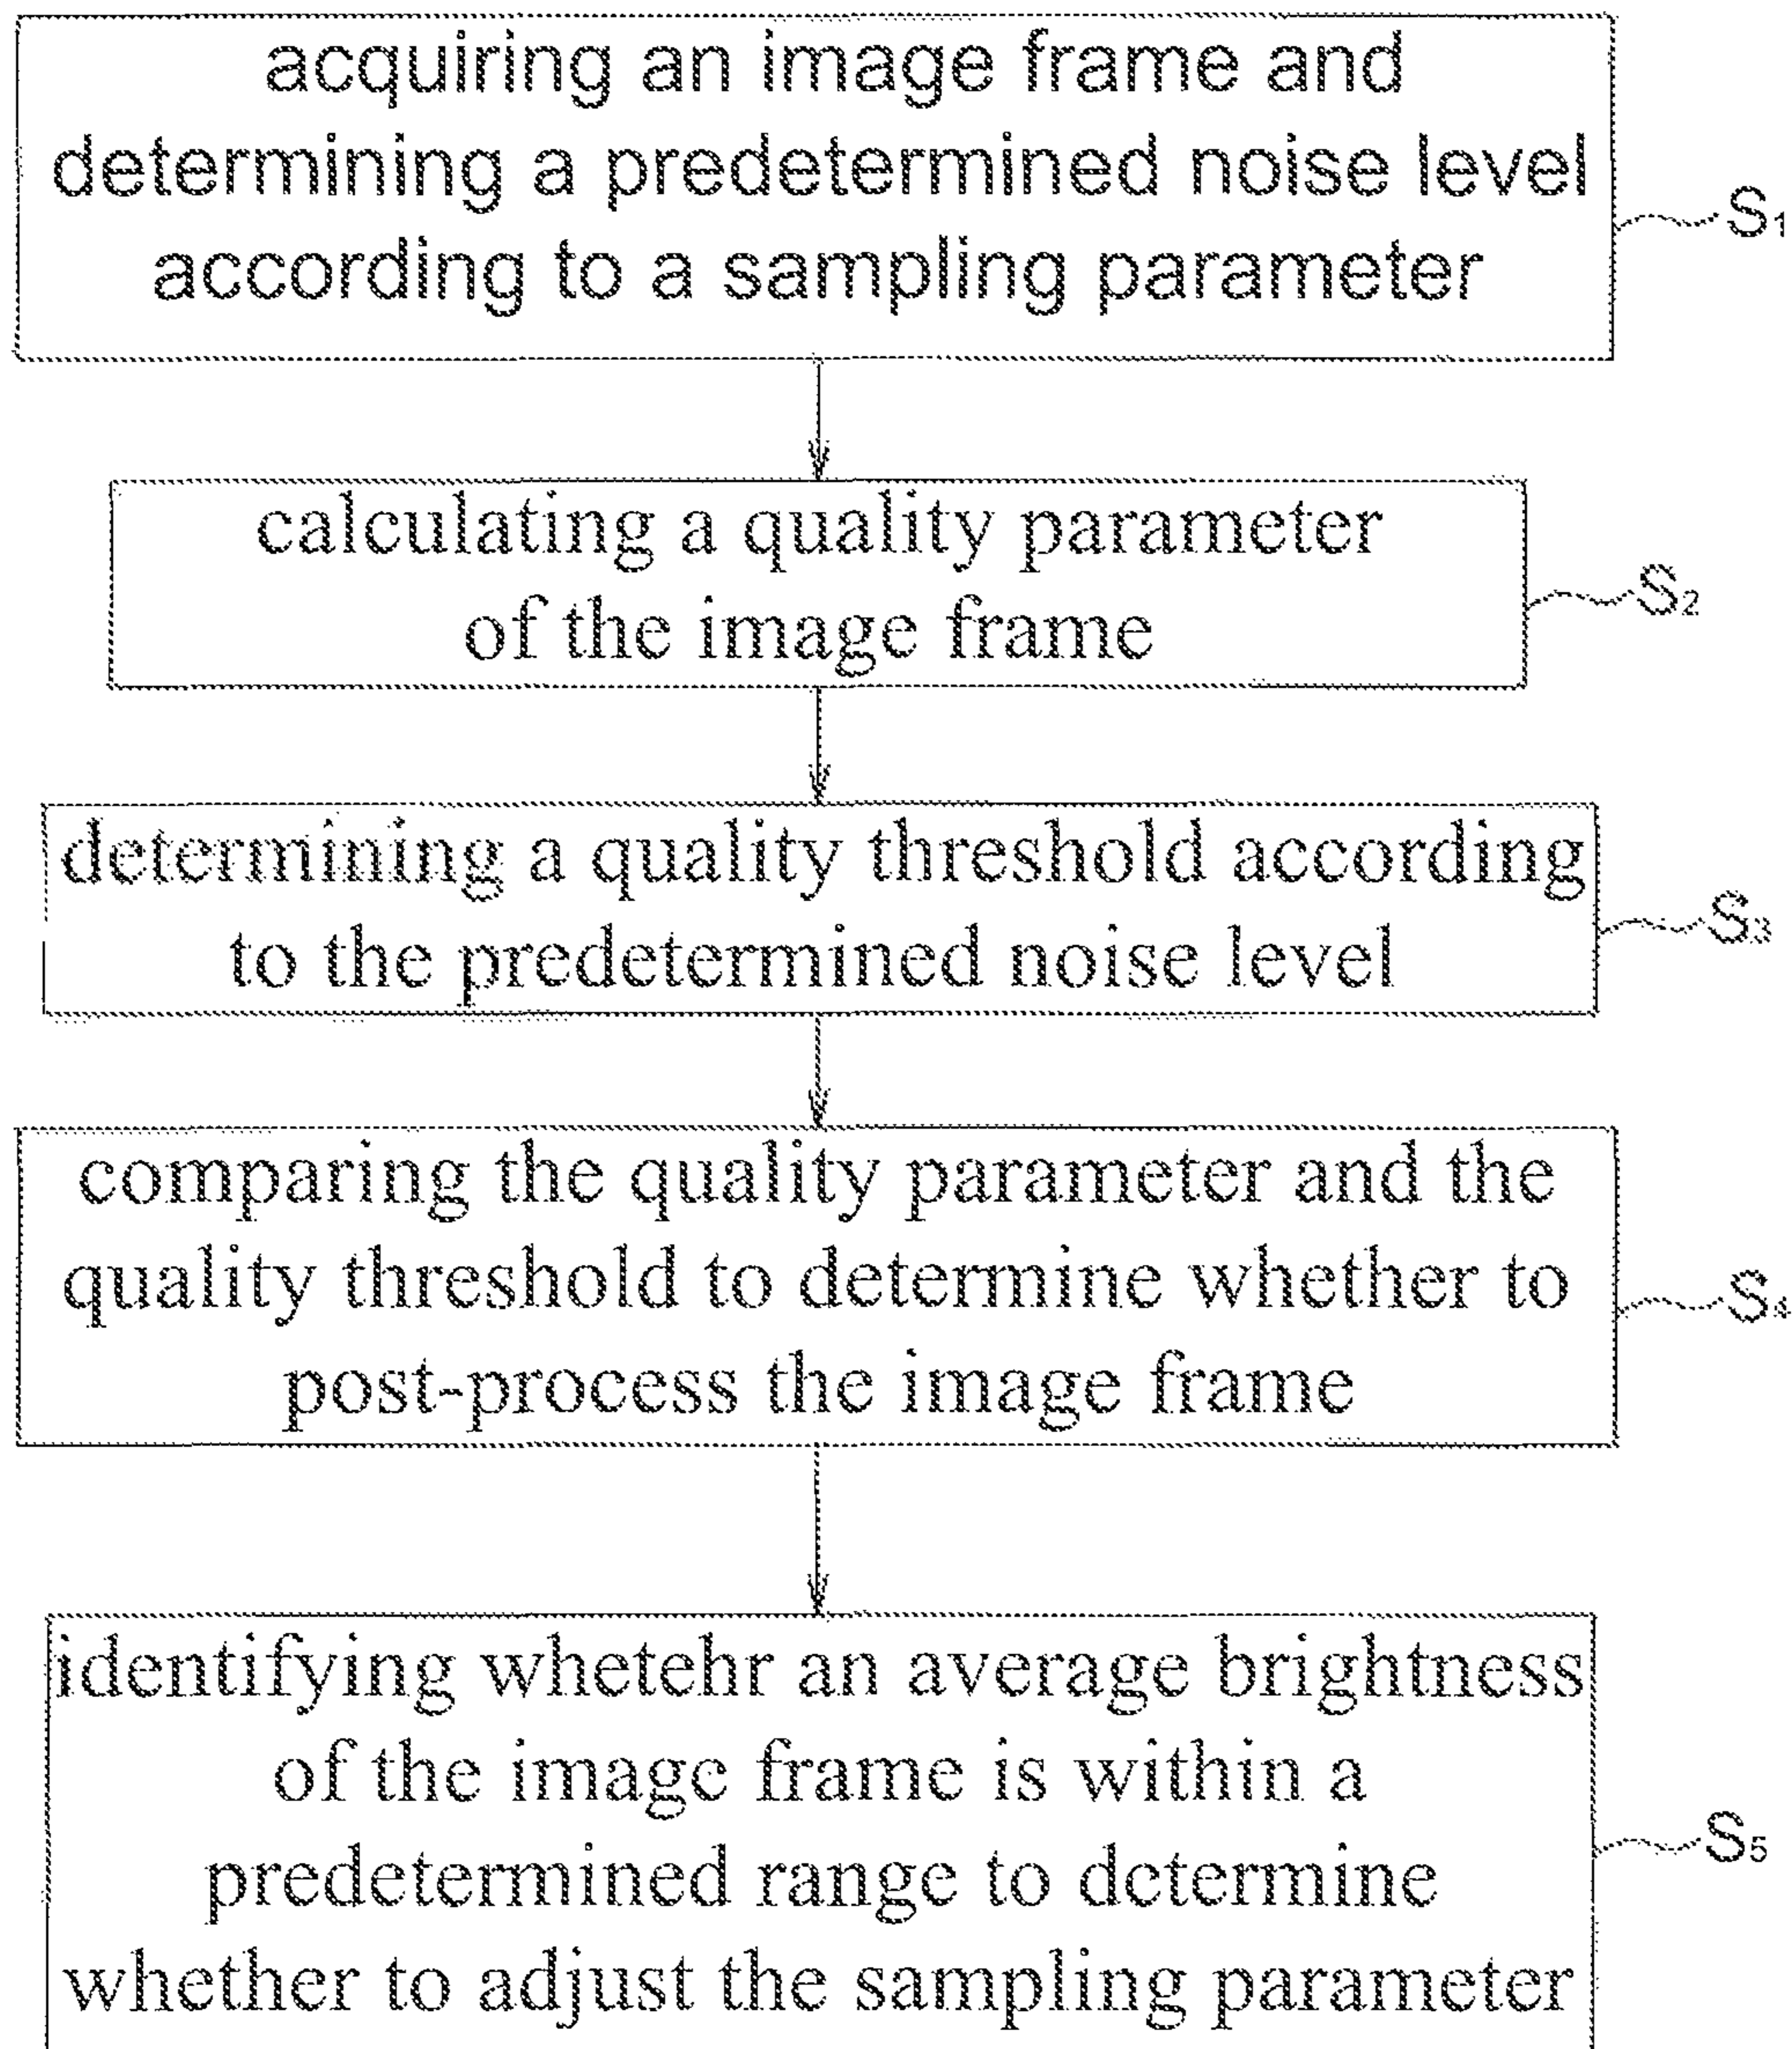 acquiring an image frame and
determining a predetermined noise level
according to a sampling parameter
S1
calculating a quality parameter
of the image frame
S2
determining a quality threshold according
to the predetermined noise level
S3
comparing the quality parameter and the
quality threshold to determine whether to
post-process the image frame
S4
identifying whetehr an average brightness
of the image frame is within a
predetermined range to determine
whether to adjust the sampling parameter
S5